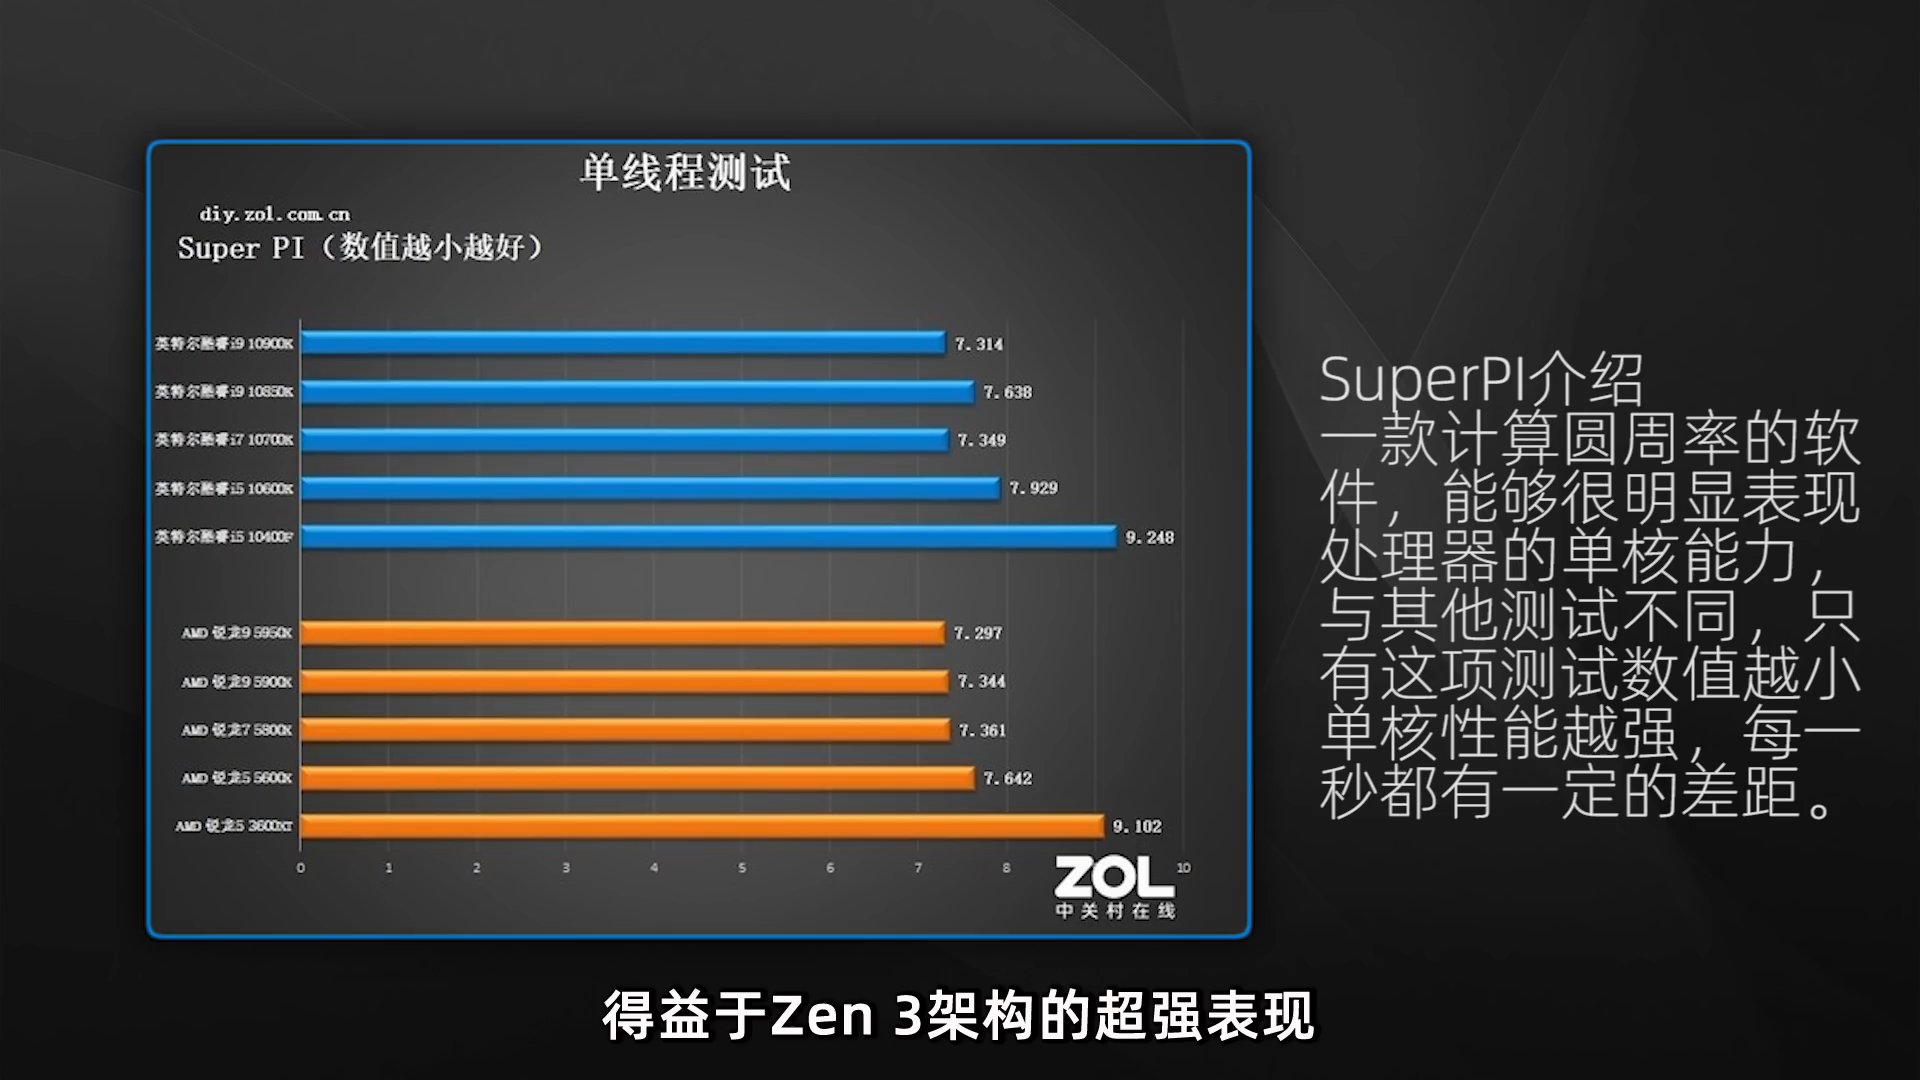 单线程测试
diy.zol.com.cn
Super PI（数值越小越好）
英特尔酷睿i9 10900K 7.314
英特尔酷睿i9 10850K 7.638
英特尔酷睿i7 10700K 7.349
英特尔酷睿i5 10600K 7.929
英特尔酷睿i5 10400F 9.248
AMD 锐龙9 5950X 7.297
AMD 锐龙9 5900X 7.344
AMD 锐龙7 5800X 7.361
AMD 锐龙5 5600X 7.642
AMD 锐龙5 3600XT 9.102
0 1 2 3 4 5 6 7 8 10
ZOL
中关村在线
SuperPI介绍
一款计算圆周率的软
件，能够很明显表现
处理器的单核能力，
与其他测试不同，只
有这项测试数值越小
单核性能越强，每一
秒都有一定的差距。
得益于Zen 3架构的超强表现